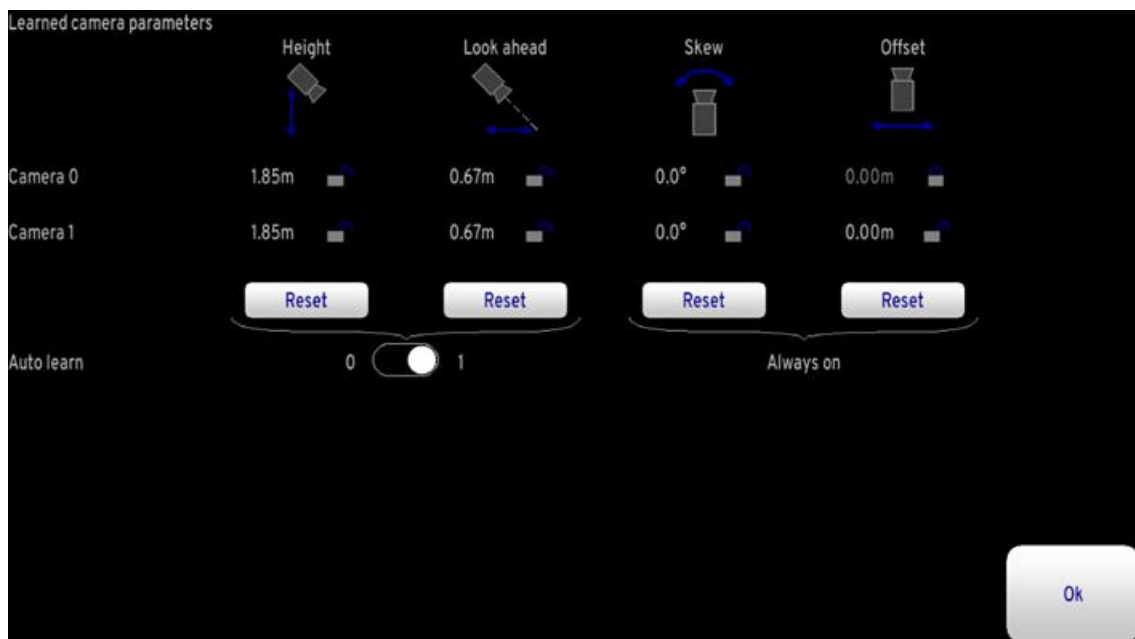 Learned camera parameters
Height Look ahead Skew Offset
Camera 0 1.85m 0.67m 0.0° 0.00m
Camera 1 1.85m 0.67m 0.0° 0.00m
Reset Reset Reset Reset
Auto learn 0 1 Always on
Ok